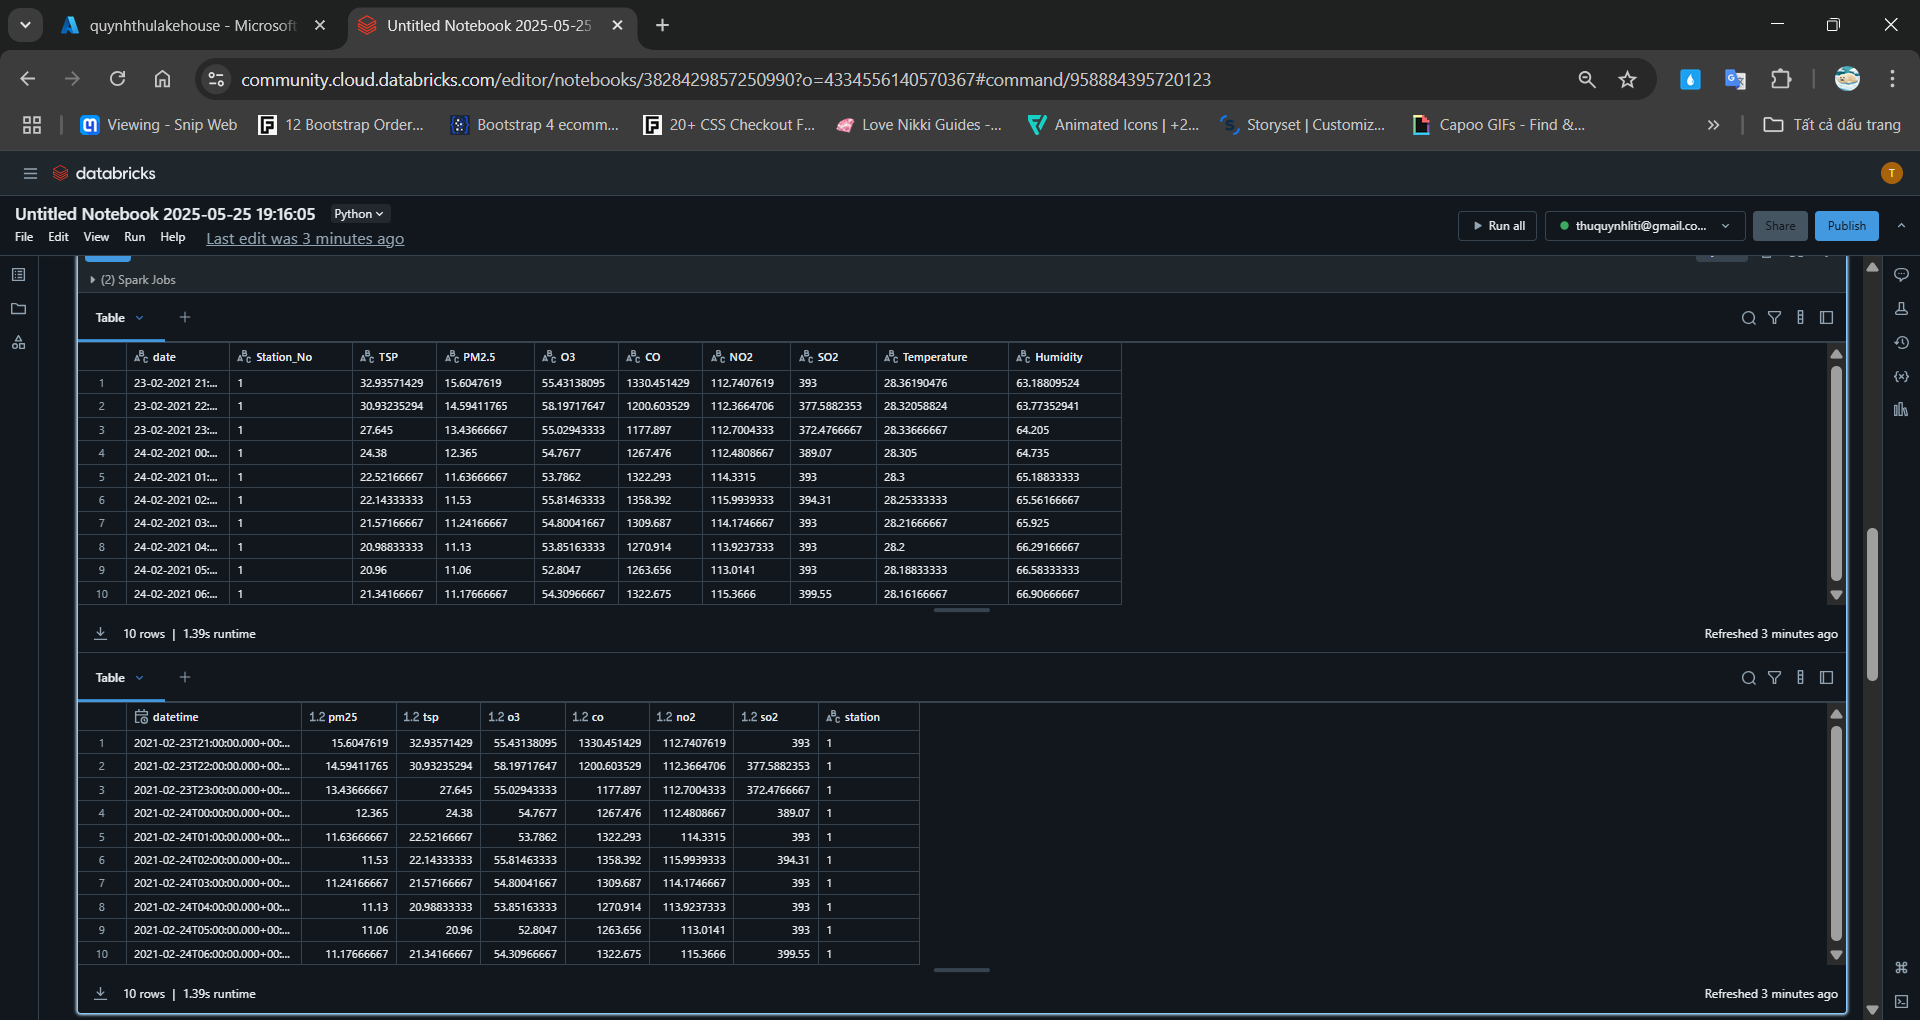 quynhthulakehouse - Microsoft
Untitled Notebook 2025-05-25
community.cloud.databricks.com/editor/notebooks/3828429857250990?o=4334556140570367#command/958884395720123
Viewing - Snip Web
12 Bootstrap Order...
Bootstrap 4 ecomm...
20+ CSS Checkout F...
Love Nikki Guides -...
Animated Icons | +2...
Storyset | Customiz...
Capoo GIFs - Find &...
Tất cả dấu trang
databricks
T
Untitled Notebook 2025-05-25 19:16:05 Python
File Edit View Run Help Last edit was 3 minutes ago
Run all thuquynhliti@gmail.co... Share Publish
(2) Spark Jobs
Table +
date Station_No TSP PM2.5 O3 CO NO2 SO2 Temperature Humidity
1 23-02-2021 21:... 1 32.93571429 15.6047619 55.43138095 1330.451429 112.7407619 393 28.36190476 63.18809524
2 23-02-2021 22:... 1 30.93235294 14.59411765 58.19717647 1200.603529 112.3664706 377.5882353 28.32058824 63.77352941
3 23-02-2021 23:... 1 27.645 13.43666667 55.02943333 1177.897 112.7004333 372.4766667 28.33666667 64.205
4 24-02-2021 00:... 1 24.38 12.365 54.7677 1267.476 112.4808667 389.07 28.305 64.735
5 24-02-2021 01:... 1 22.52166667 11.63666667 53.7862 1322.293 114.3315 393 28.3 65.18833333
6 24-02-2021 02:... 1 22.14333333 11.53 55.81463333 1358.392 115.9939333 394.31 28.25333333 65.56166667
7 24-02-2021 03:... 1 21.57166667 11.24166667 54.80041667 1309.687 114.1746667 393 28.21666667 65.925
8 24-02-2021 04:... 1 20.98833333 11.13 53.85163333 1270.914 113.9237333 393 28.2 66.29166667
9 24-02-2021 05:... 1 20.96 11.06 52.8047 1263.656 113.0141 393 28.18833333 66.58333333
10 24-02-2021 06:... 1 21.34166667 11.17666667 54.30966667 1322.675 115.3666 399.55 28.16166667 66.90666667
10 rows | 1.39s runtime
Refreshed 3 minutes ago
Table +
datetime 1.2 pm25 1.2 tsp 1.2 o3 1.2 co 1.2 no2 1.2 so2 station
1 2021-02-23T21:00:00.000+00:... 15.6047619 32.93571429 55.43138095 1330.451429 112.7407619 393 1
2 2021-02-23T22:00:00.000+00:... 14.59411765 30.93235294 58.19717647 1200.603529 112.3664706 377.5882353 1
3 2021-02-23T23:00:00.000+00:... 13.43666667 27.645 55.02943333 1177.897 112.7004333 372.4766667 1
4 2021-02-24T00:00:00.000+00:... 12.365 24.38 54.7677 1267.476 112.4808667 389.07 1
5 2021-02-24T01:00:00.000+00:... 11.63666667 22.52166667 53.7862 1322.293 114.3315 393 1
6 2021-02-24T02:00:00.000+00:... 11.53 22.14333333 55.81463333 1358.392 115.9939333 394.31 1
7 2021-02-24T03:00:00.000+00:... 11.24166667 21.57166667 54.80041667 1309.687 114.1746667 393 1
8 2021-02-24T04:00:00.000+00:... 11.13 20.98833333 53.85163333 1270.914 113.9237333 393 1
9 2021-02-24T05:00:00.000+00:... 11.06 20.96 52.8047 1263.656 113.0141 393 1
10 2021-02-24T06:00:00.000+00:... 11.17666667 21.34166667 54.30966667 1322.675 115.3666 399.55 1
10 rows | 1.39s runtime
Refreshed 3 minutes ago